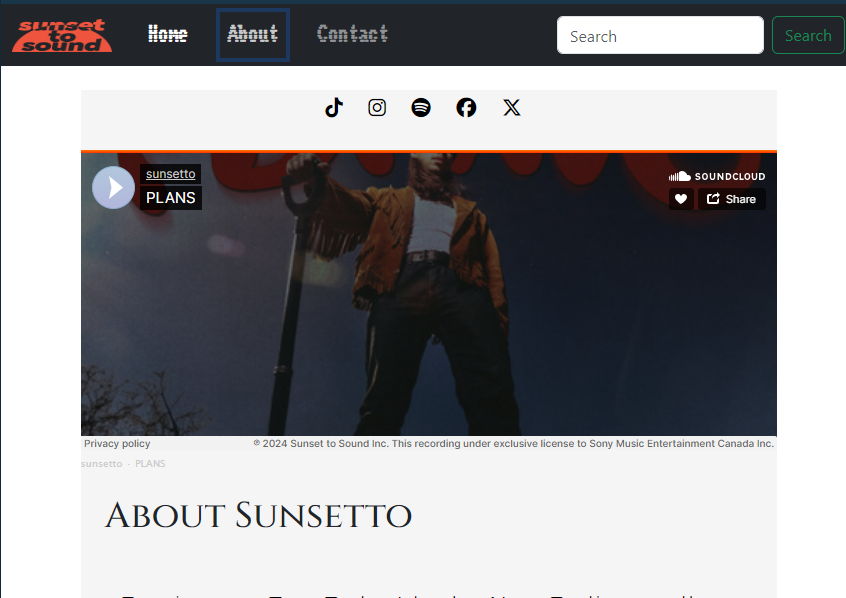 sunset
to
sound
Home
About
Contact
Search
Search
sunsetto
PLANS
SOUNDCLOUD
Share
Privacy policy
℗ 2024 Sunset to Sound Inc. This recording under exclusive license to Sony Music Entertainment Canada Inc.
sunsetto - PLANS
About Sunsetto